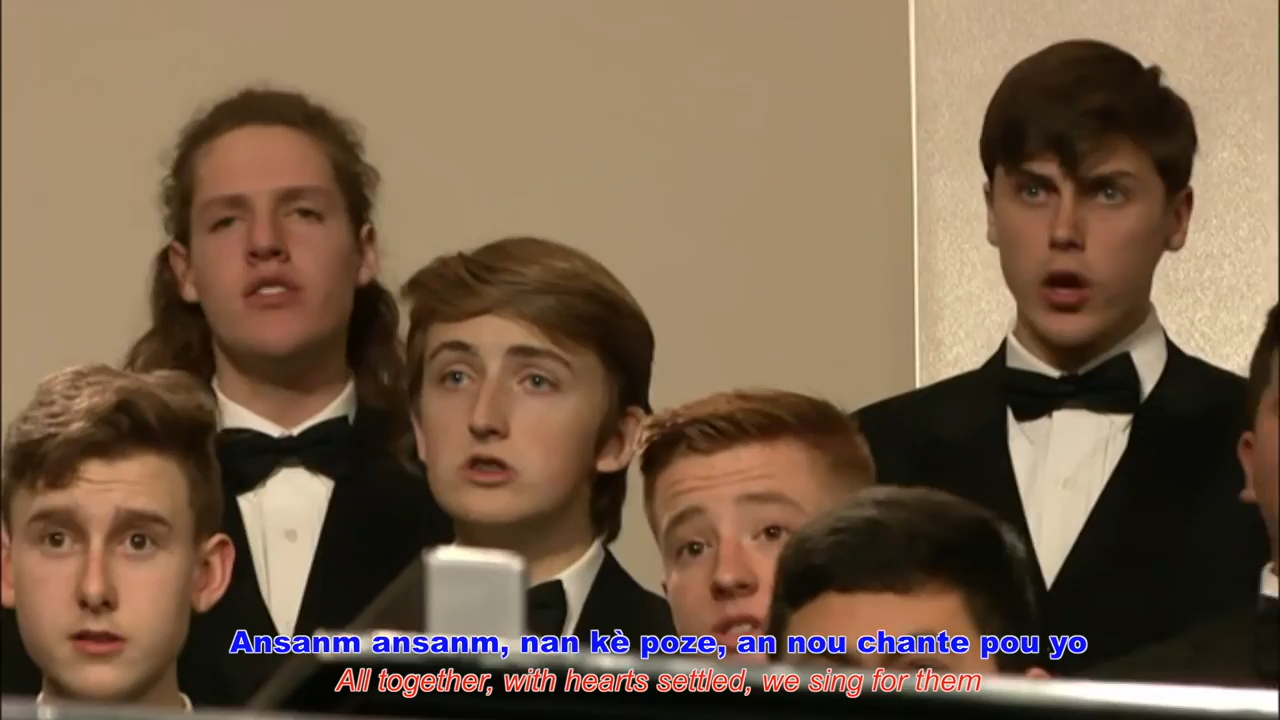 Ansanm ansanm, nan kè poze, an nou chante pou yo
All together, with hearts settled, we sing for them